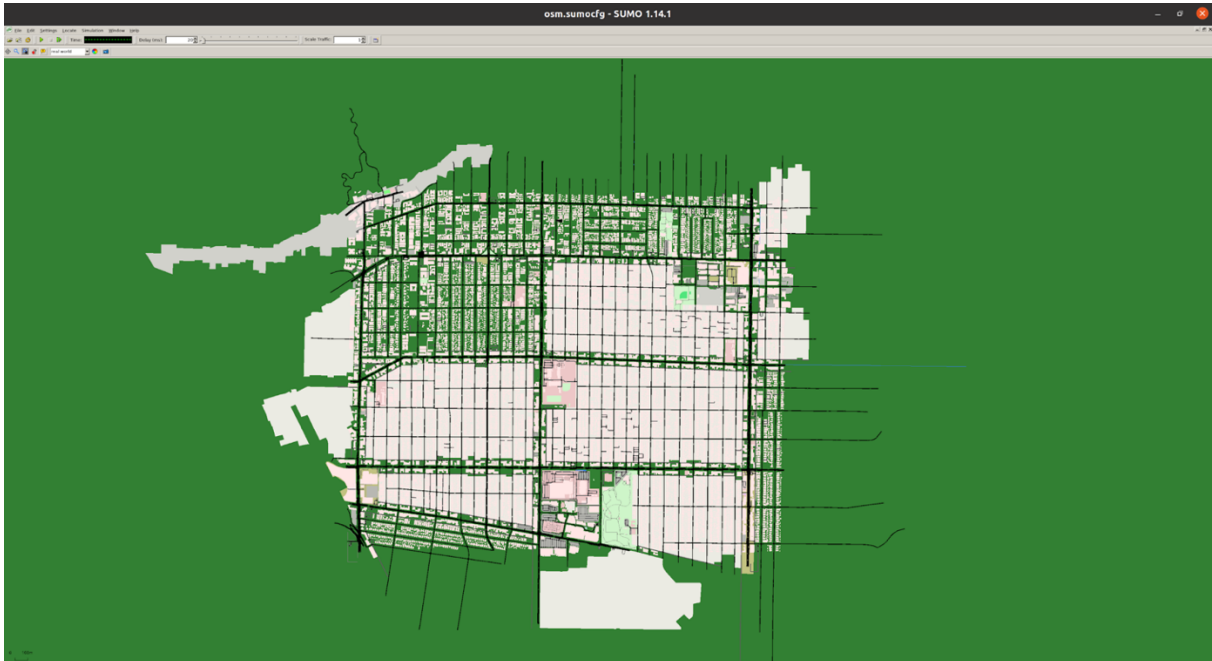 osm.sumocfg - SUMO 1.14.1
File Edit Settings Locate Simulation Window Help
Time: Delay (ms): Scale Traffic:
real world